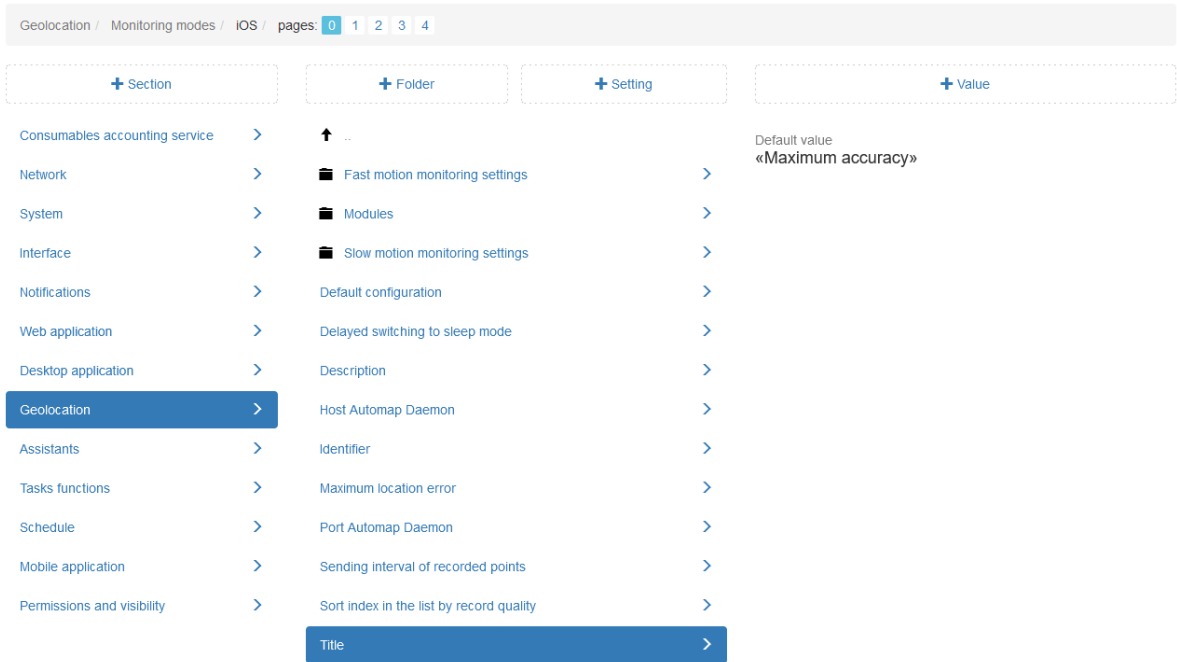 Geolocation / Monitoring modes / iOS / pages: 0 1 2 3 4
+ Section
+ Folder
+ Setting
+ Value
Consumables accounting service
Network
System
Interface
Notifications
Web application
Desktop application
Geolocation
Assistants
Tasks functions
Schedule
Mobile application
Permissions and visibility
..
Fast motion monitoring settings
Modules
Slow motion monitoring settings
Default configuration
Delayed switching to sleep mode
Description
Host Automap Daemon
Identifier
Maximum location error
Port Automap Daemon
Sending interval of recorded points
Sort index in the list by record quality
Title
Default value
«Maximum accuracy»